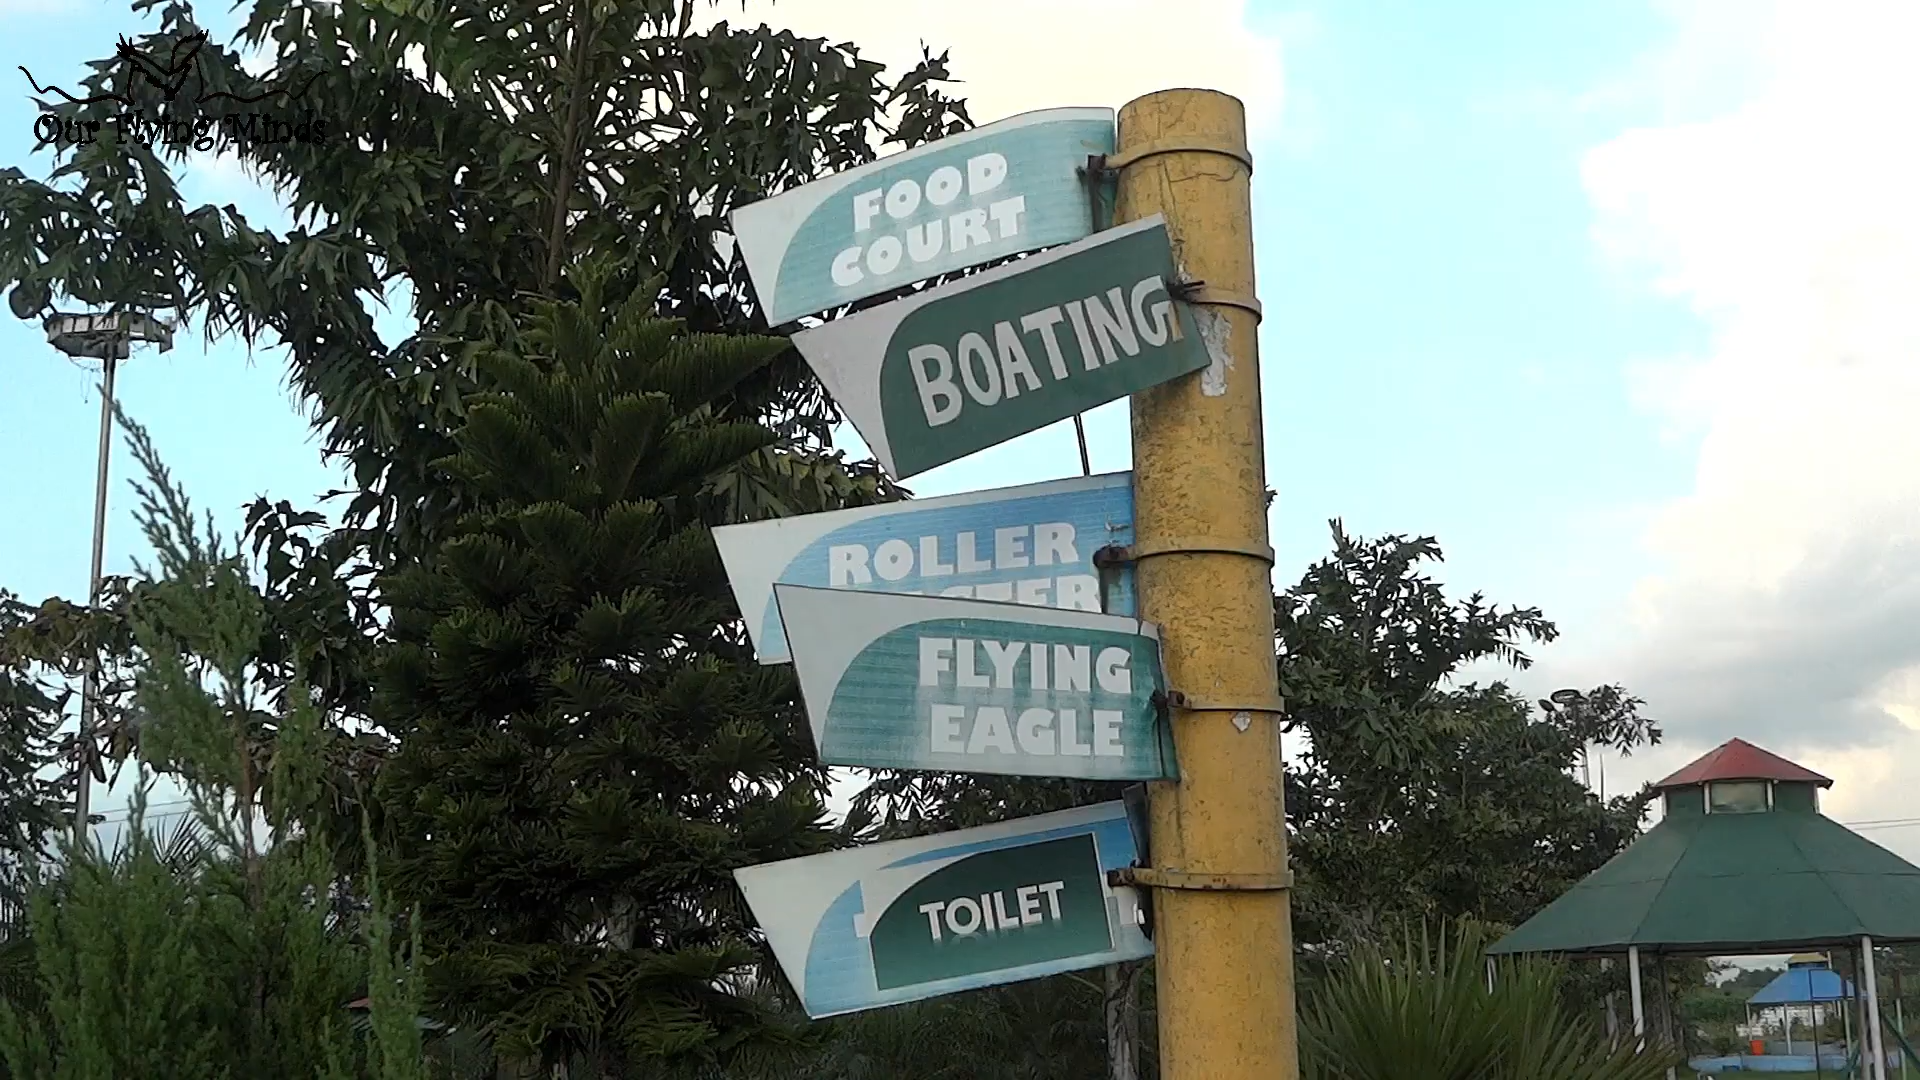 Our Flying Minds
FOOD
COURT
BOATING
ROLLER
FLYING
EAGLE
TOILET